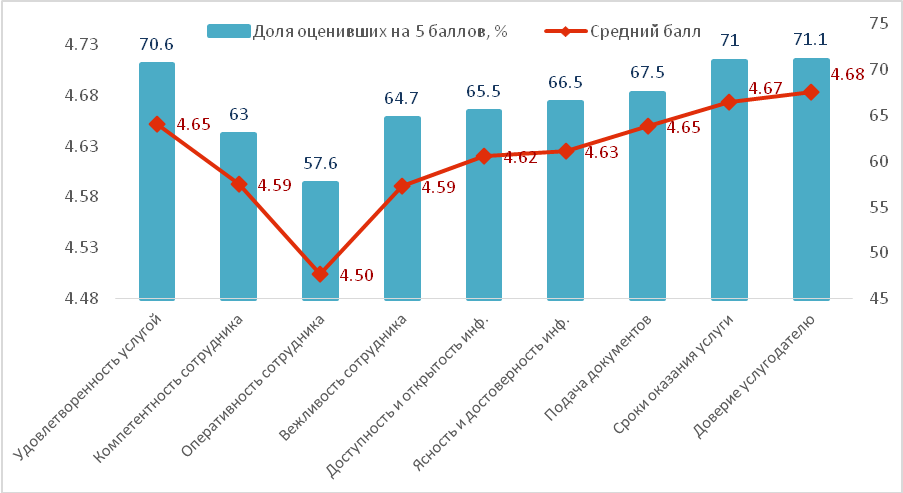 Доля оценивших на 5 баллов, %
Средний балл
4.73
4.68
4.63
4.58
4.53
4.48
75
70
65
60
55
50
45
70.6
63
57.6
64.7
65.5
66.5
67.5
71
71.1
4.65
4.59
4.50
4.59
4.62
4.63
4.65
4.67
4.68
Удовлетворенность услугой
Компетентность сотрудника
Оперативность сотрудника
Вежливость сотрудника
Доступность и открытость инф.
Ясность и достоверность инф.
Подача документов
Сроки оказания услуги
Доверие услугодателю